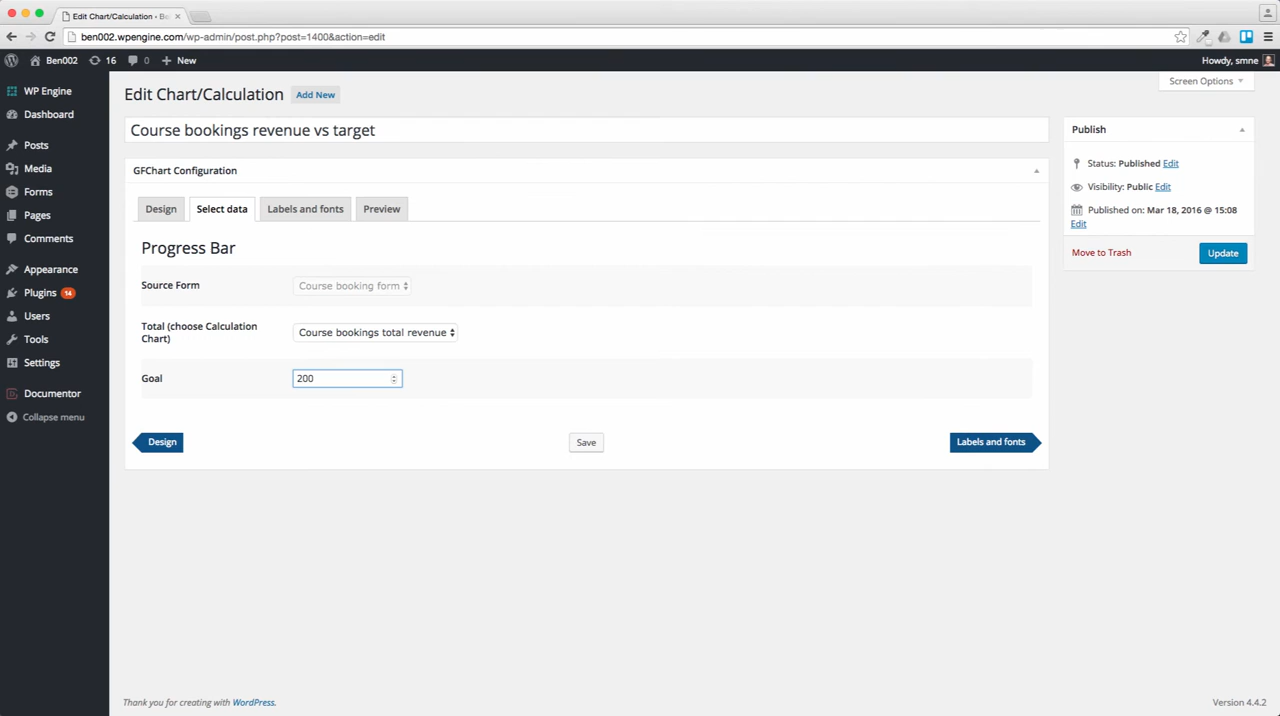 Edit Chart/Calculation ‹ Be
ben002.wpengine.com/wp-admin/post.php?post=1400&action=edit
Ben002 16 0 New Howdy, smne
WP Engine
Dashboard
Posts
Media
Forms
Pages
Comments
Appearance
Plugins 14
Users
Tools
Settings
Documentor
Collapse menu
Screen Options
Edit Chart/Calculation Add New
Course bookings revenue vs target
GFChart Configuration
Design Select data Labels and fonts Preview
Progress Bar
Source Form Course booking form
Total (choose Calculation
Chart) Course bookings total revenue
Goal 200
Design Save Labels and fonts
Publish
Status: Published Edit
Visibility: Public Edit
Published on: Mar 18, 2016 @ 15:08
Edit
Move to Trash Update
Thank you for creating with WordPress. Version 4.4.2